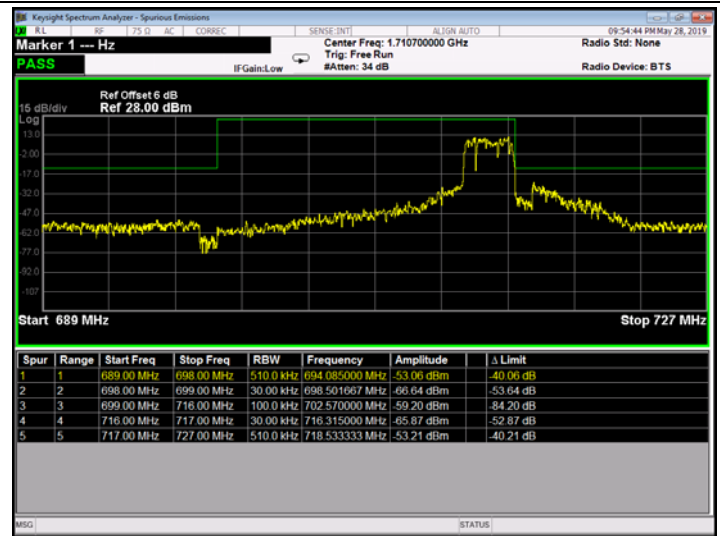 Keysight Spectrum Analyzer - Spurious Emissions
RL RF 75 Ω AC CORREC SENSE:INT ALIGN AUTO 09:54:44 PM May 28, 2019
Marker 1 --- Hz
Center Freq: 1.710700000 GHz
Radio Std: None
Trig: Free Run
PASS
IFGain:Low
#Atten: 34 dB
Radio Device: BTS
Ref Offset 6 dB
15 dB/div Ref 28.00 dBm
Log
13.0
-2.00
-17.0
-32.0
-47.0
-62.0
-77.0
-92.0
-107
Start 689 MHz Stop 727 MHz
Spur Range Start Freq Stop Freq RBW Frequency Amplitude Δ Limit
1 1 689.00 MHz 698.00 MHz 510.0 kHz 694.085000 MHz -53.06 dBm -40.06 dB
2 2 698.00 MHz 699.00 MHz 30.00 kHz 698.501667 MHz -66.64 dBm -53.64 dB
3 3 699.00 MHz 716.00 MHz 100.0 kHz 702.570000 MHz -59.20 dBm -84.20 dB
4 4 716.00 MHz 717.00 MHz 30.00 kHz 716.315000 MHz -65.87 dBm -52.87 dB
5 5 717.00 MHz 727.00 MHz 510.0 kHz 718.533333 MHz -53.21 dBm -40.21 dB
MSG STATUS